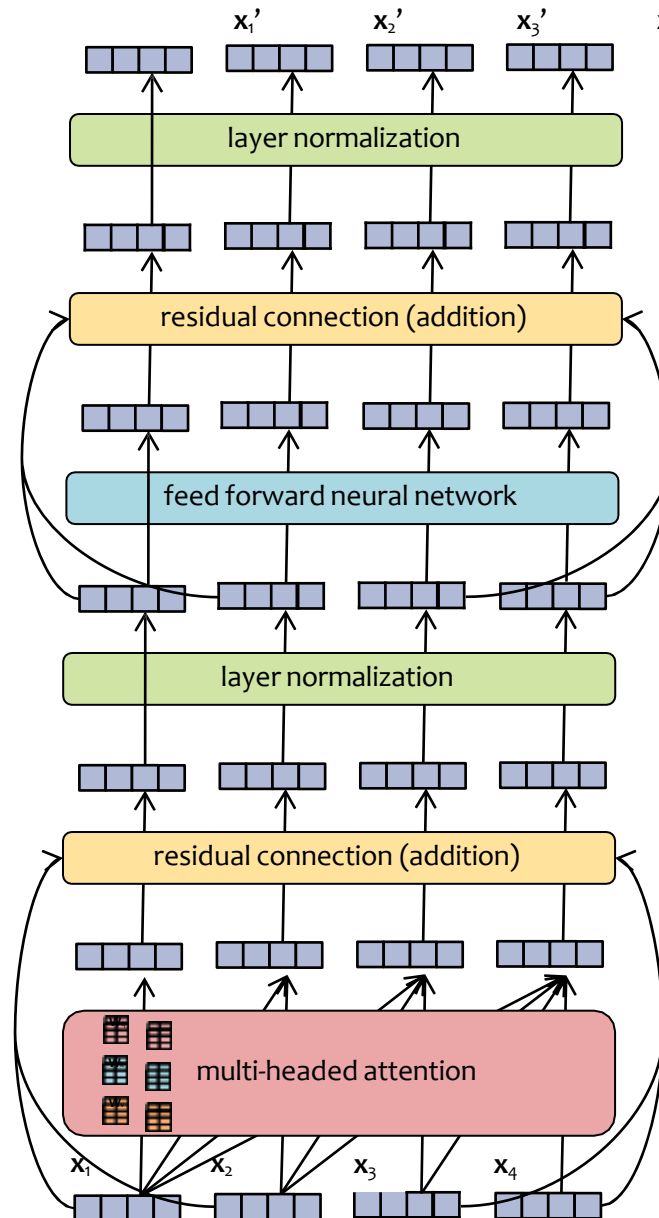 x₁’ x₂’ x₃’ x
layer normalization
residual connection (addition)
feed forward neural network
layer normalization
residual connection (addition)
multi-headed attention
x₁ x₂ x₃ x₄